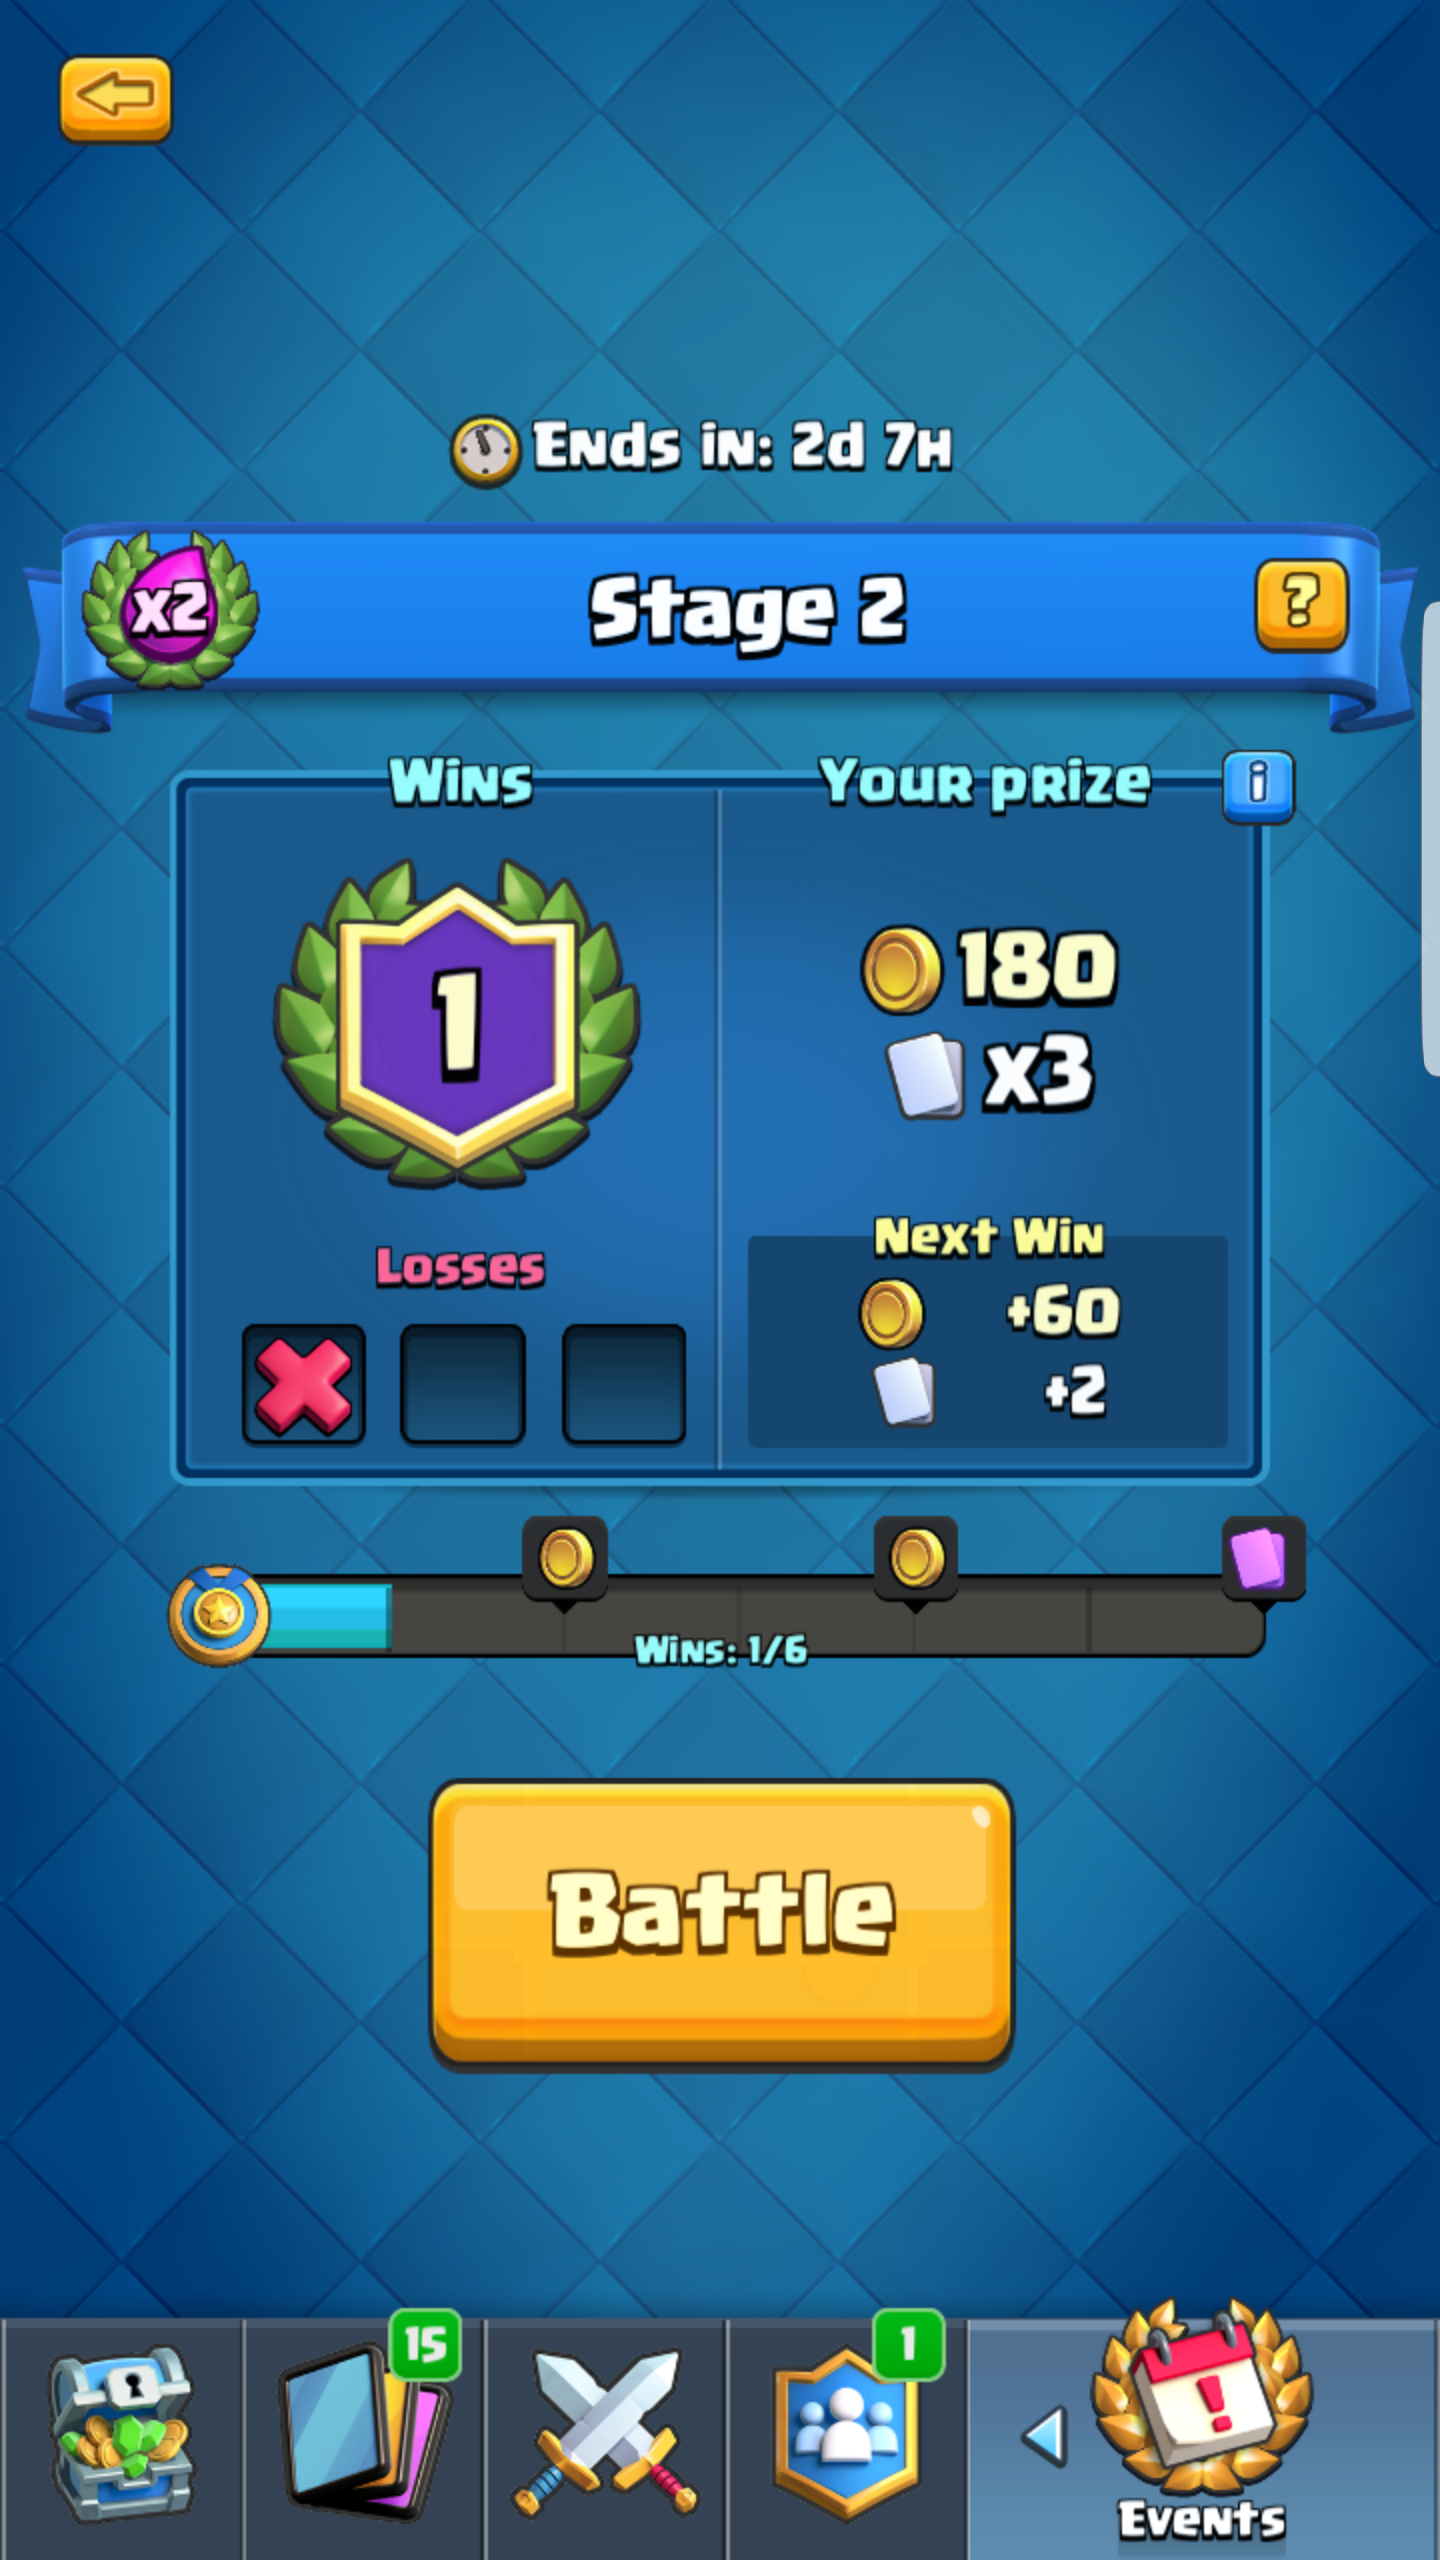 Ends in: 2d 7h
x2
Stage 2
?
Wins
Your prize
i
1
180
x3
Next Win
+60
+2
Losses
Wins: 1/6
Battle
15
1
!
Events